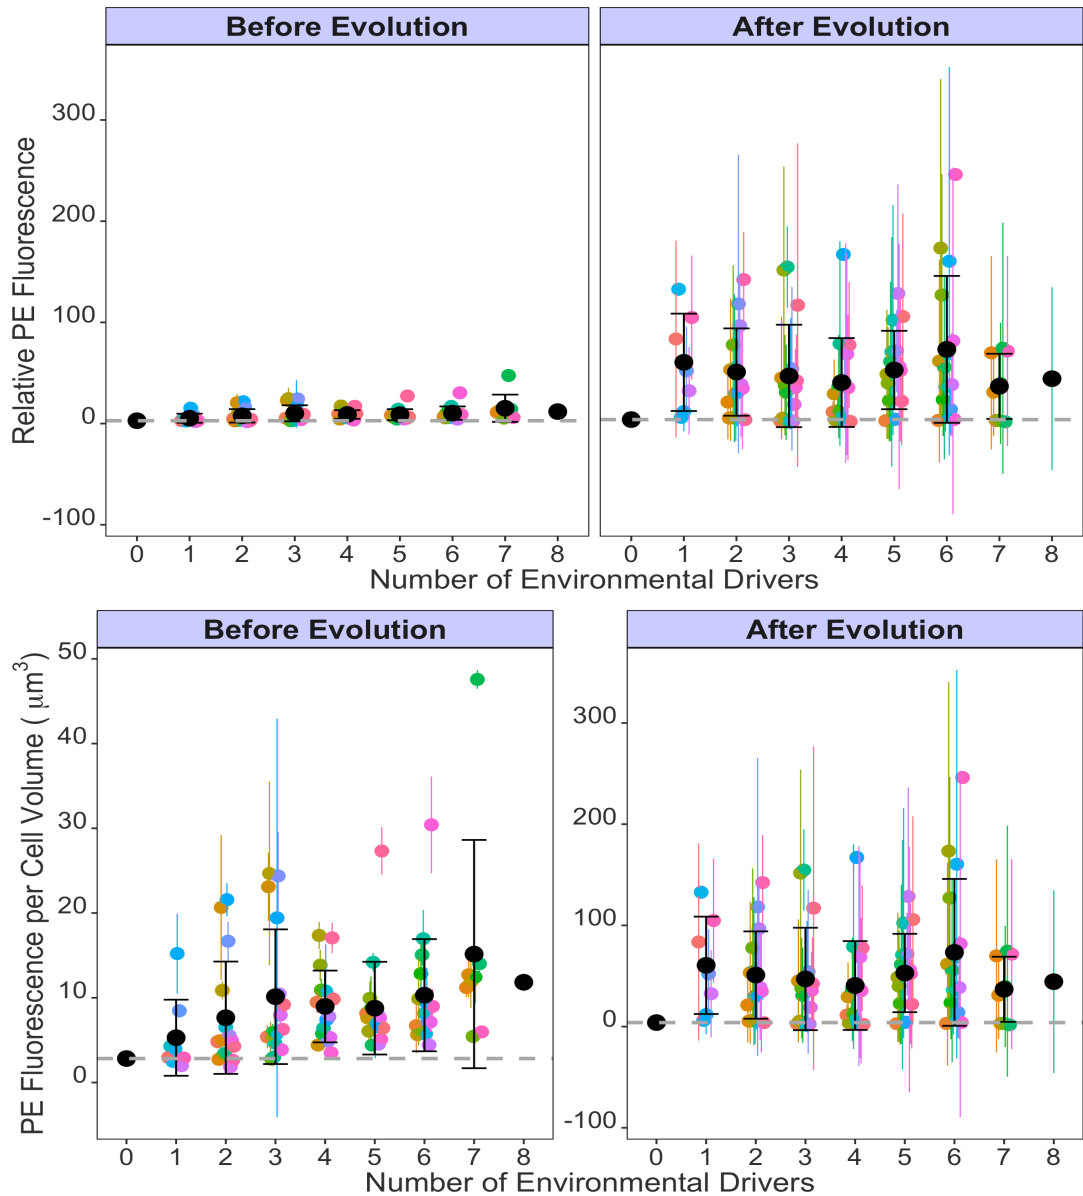 Before Evolution
After Evolution
Relative PE Fluorescence
300
200
100
0
-100
0 1 2 3 4 5 6 7 8
0 1 2 3 4 5 6 7 8
Number of Environmental Drivers
Before Evolution
After Evolution
PE Fluorescence per Cell Volume ( μm³)
50
40
30
20
10
0
300
200
100
0
-100
0 1 2 3 4 5 6 7 8
0 1 2 3 4 5 6 7 8
Number of Environmental Drivers